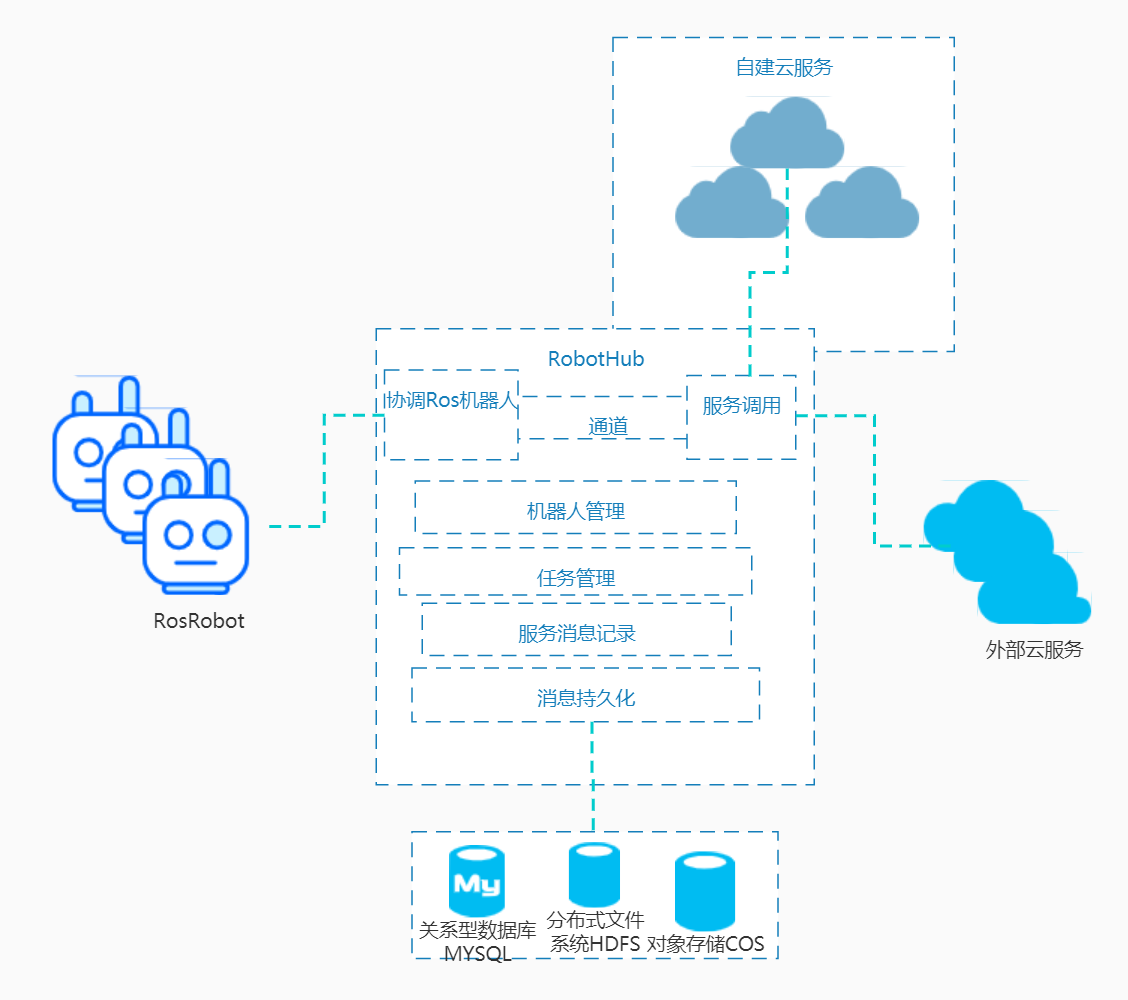 自建云服务
RobotHub
协调Ros机器人
通道
服务调用
机器人管理
任务管理
服务消息记录
消息持久化
RosRobot
外部云服务
My
关系型数据库
MYSQL
分布式文件
系统HDFS
对象存储COS